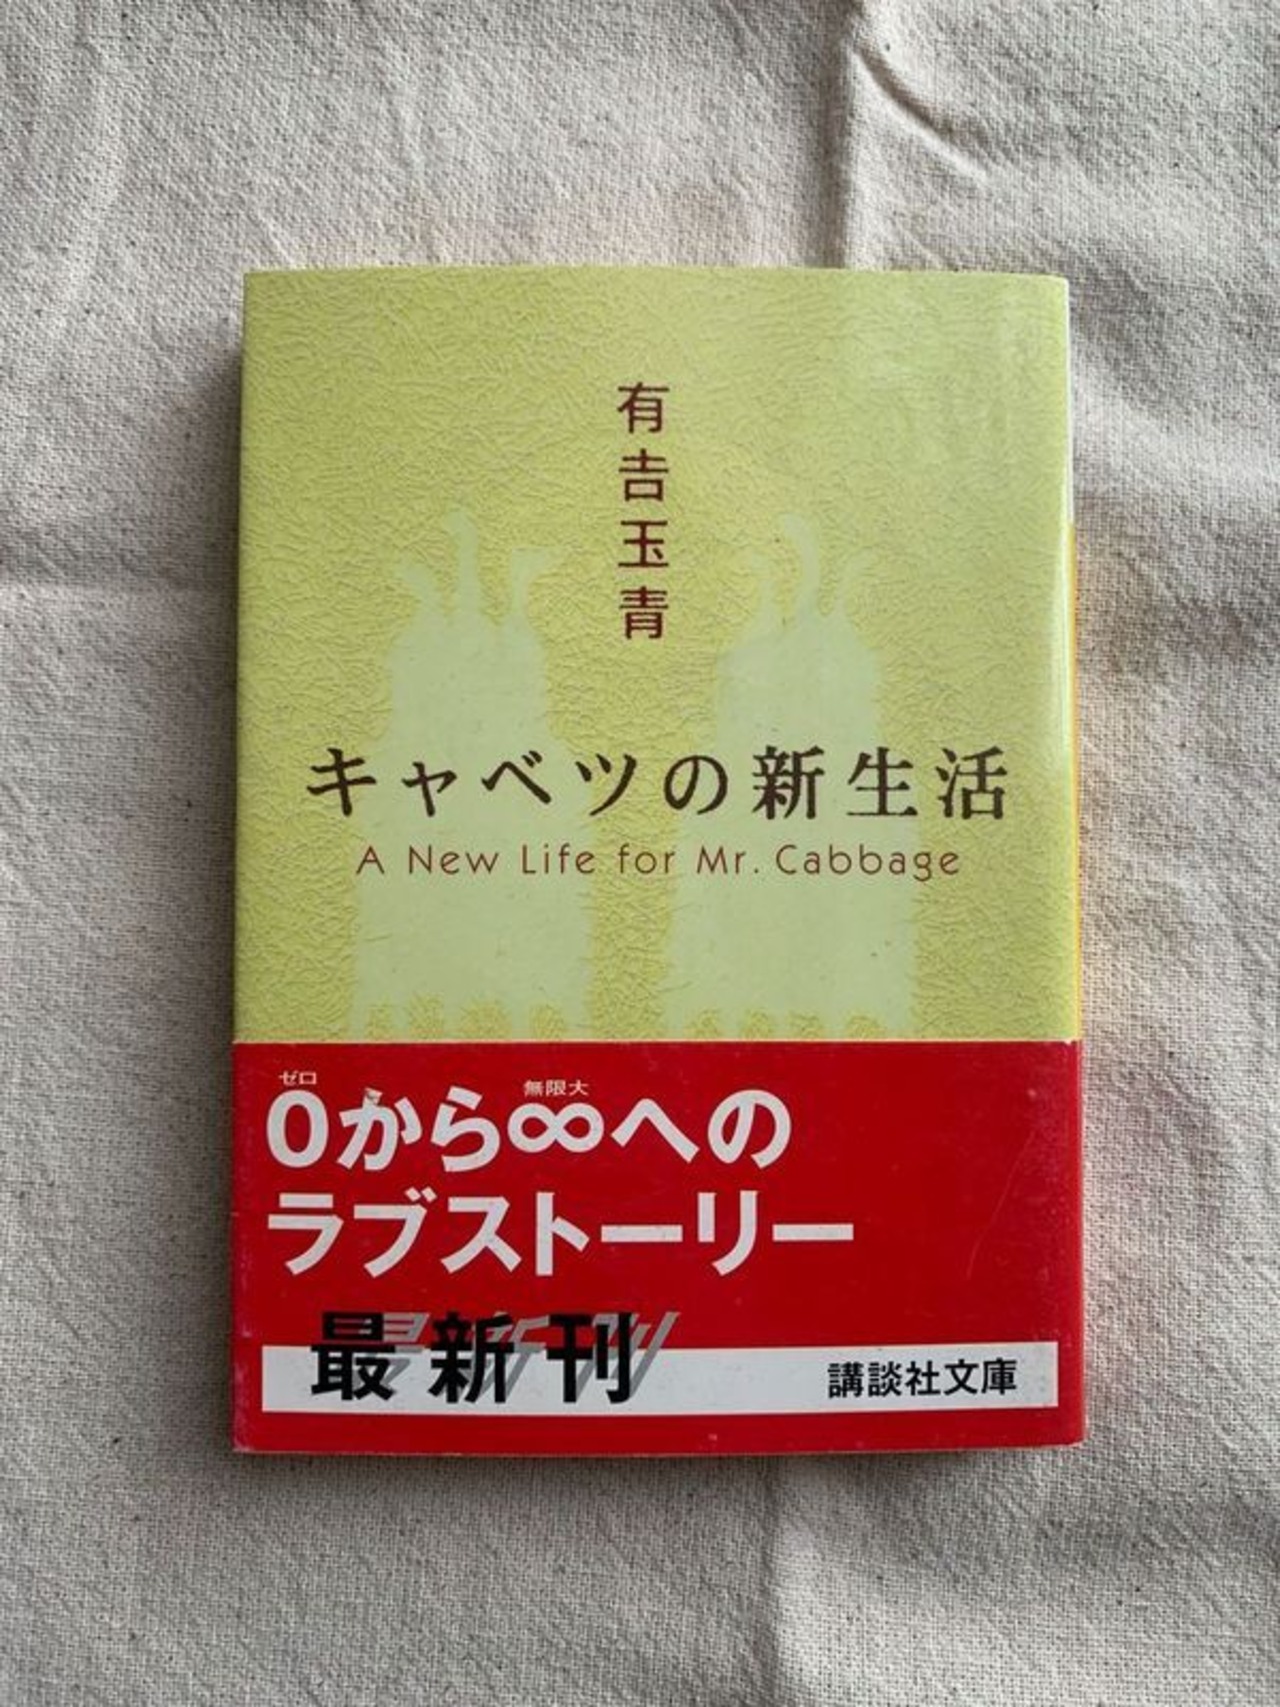 有吉玉青
キャベツの新生活
A New Life for Mr. Cabbage
ゼロ 無限大
0から∞への
ラブストーリー
最新刊
講談社文庫